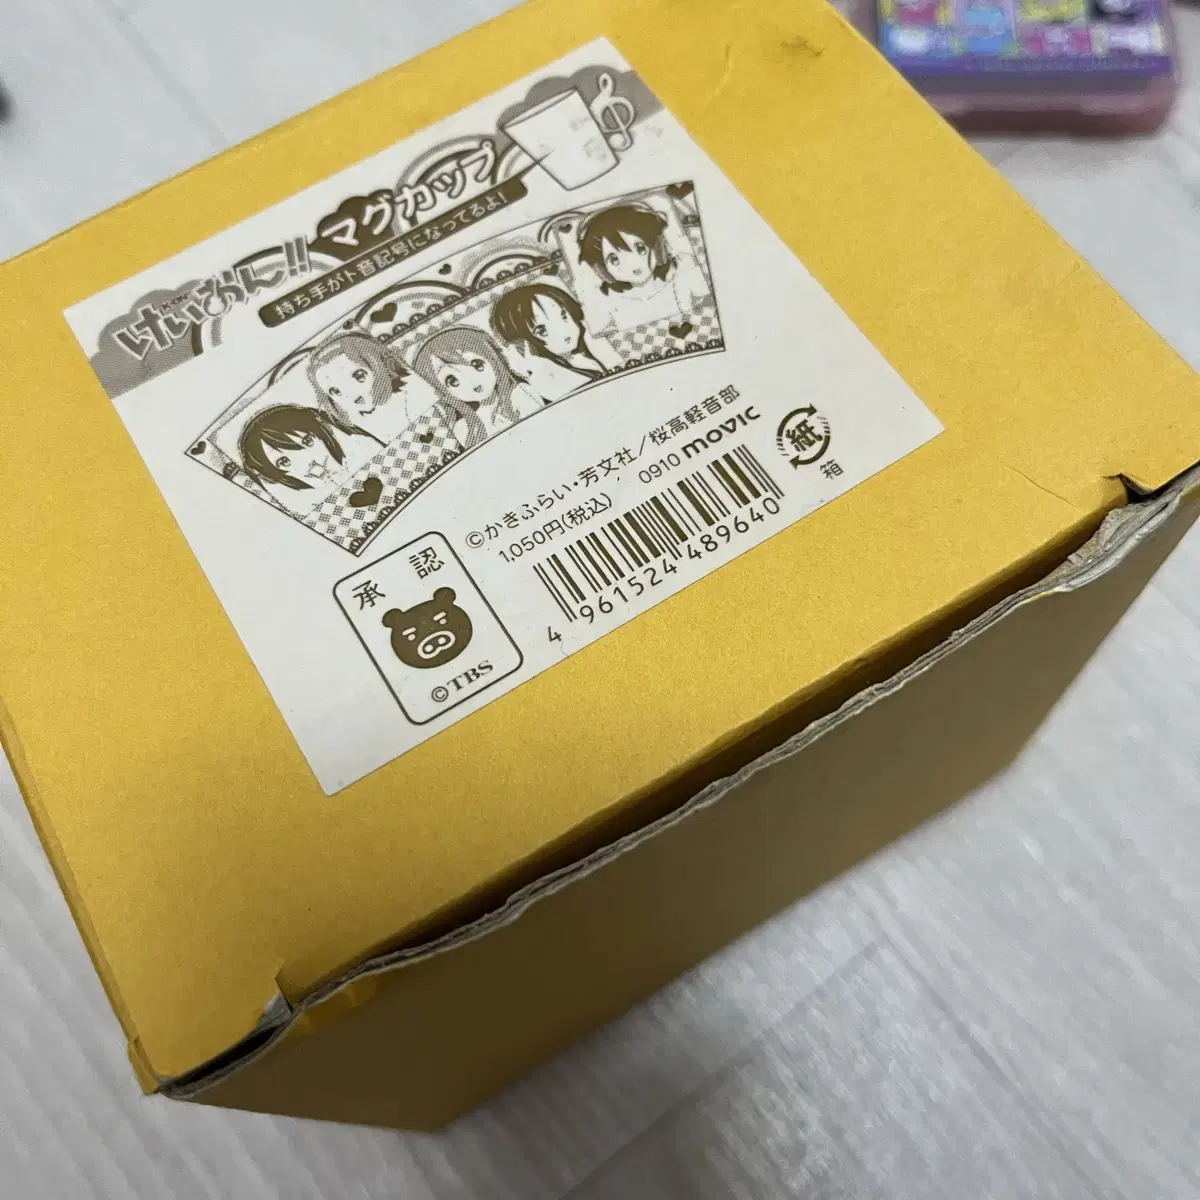 けいおん!! マグカップ
持ち手がト音記号になってるよ!
©かきふらい・芳文社/桜高軽音部
1,050円(税込) 0910 movic
紙
箱
4 961524 489640
承認
©TBS